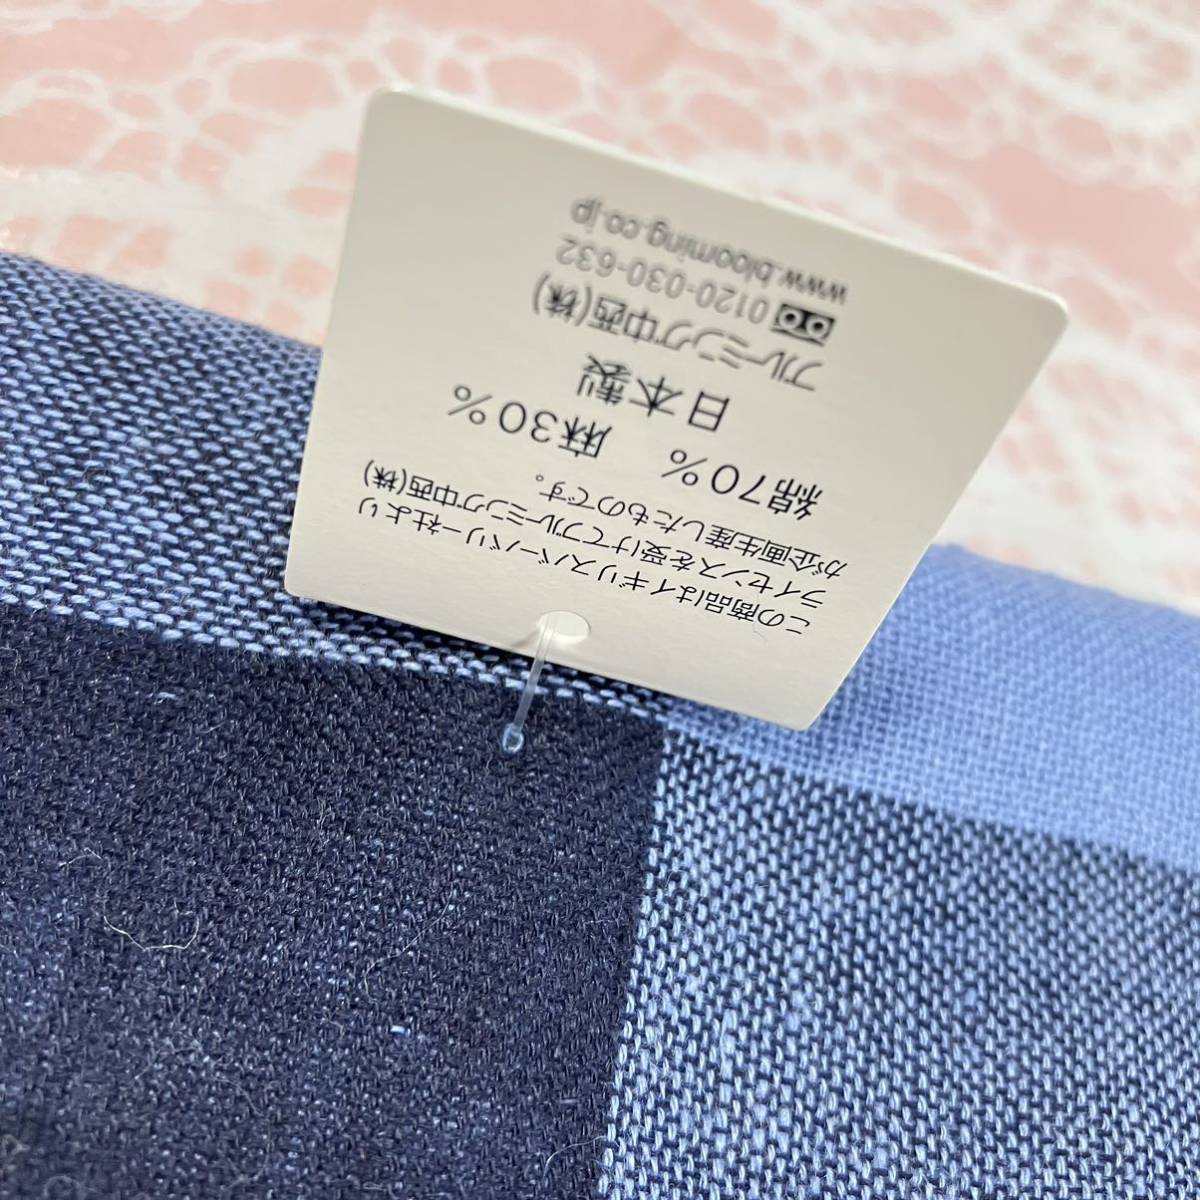 この商品はイギリスバーバリー社より
ライセンスを受けてブルーミング中西(株)
が企画生産したものです。
綿70% 麻30%
日本製
ブルーミング中西(株)
0120-030-632
www.blooming.co.jp